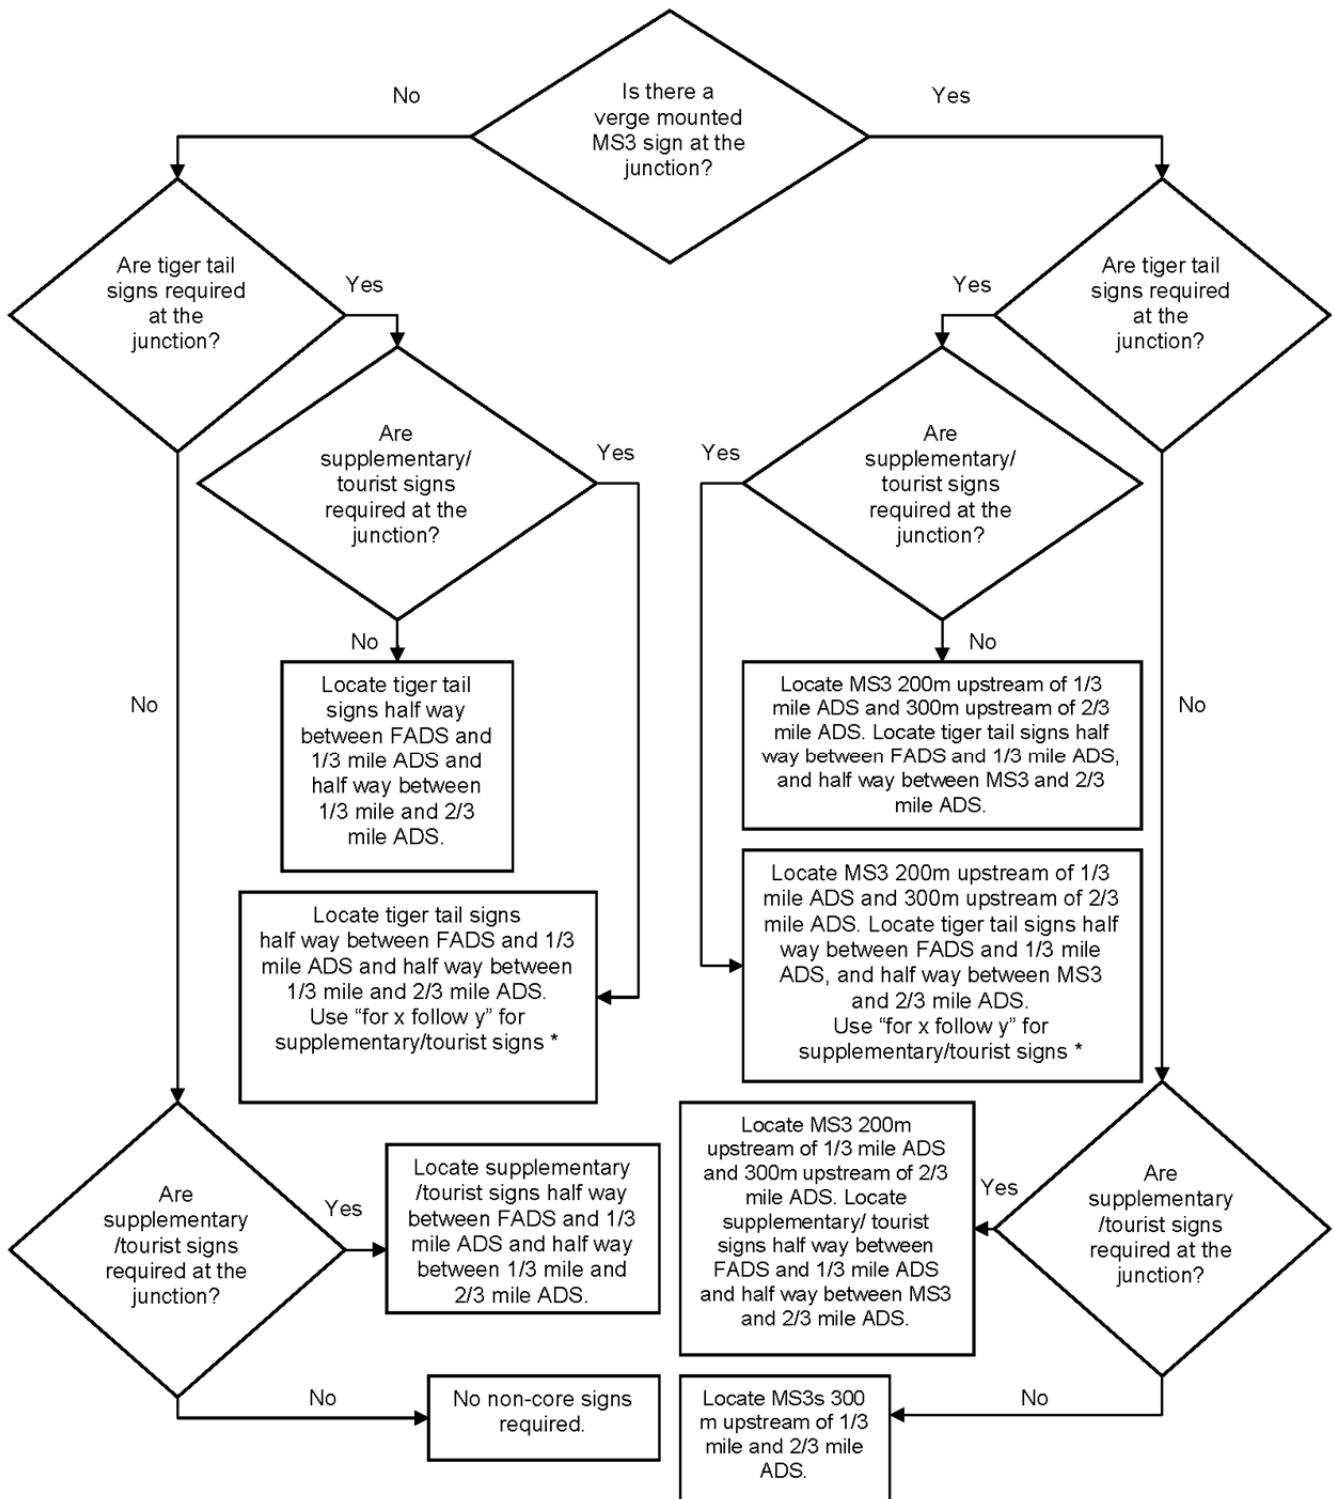 Is there a
verge mounted
MS3 sign at the
junction?
No
Yes
Are tiger tail
signs required
at the
junction?
Yes
Are tiger tail
signs required
at the
junction?
Yes
Are
supplementary/
tourist signs
required at the
junction?
Yes
Are
supplementary/
tourist signs
required at the
junction?
Yes
No
No
No
No
Locate tiger tail
signs half way
between FADS and
1/3 mile ADS and
half way between
1/3 mile and 2/3
mile ADS.
Locate MS3 200m upstream of 1/3
mile ADS and 300m upstream of 2/3
mile ADS. Locate tiger tail signs half
way between FADS and 1/3 mile ADS,
and half way between MS3 and 2/3
mile ADS.
Locate tiger tail signs
half way between FADS and 1/3
mile ADS and half way between
1/3 mile and 2/3 mile ADS.
Use “for x follow y” for
supplementary/tourist signs *
Locate MS3 200m upstream of 1/3
mile ADS and 300m upstream of 2/3
mile ADS. Locate tiger tail signs half
way between FADS and 1/3 mile
ADS, and half way between MS3
and 2/3 mile ADS.
Use “for x follow y” for
supplementary/tourist signs *
Are
supplementary
/tourist signs
required at the
junction?
Yes
Locate supplementary
/tourist signs half way
between FADS and 1/3
mile ADS and half way
between 1/3 mile and
2/3 mile ADS.
Locate MS3 200m
upstream of 1/3 mile ADS
and 300m upstream of 2/3
mile ADS. Locate
supplementary/ tourist
signs half way between
FADS and 1/3 mile ADS
and half way between MS3
and 2/3 mile ADS.
Yes
Are
supplementary
/tourist signs
required at the
junction?
No
No non-core signs
required.
Locate MS3s 300
m upstream of 1/3
mile and 2/3 mile
ADS.
No